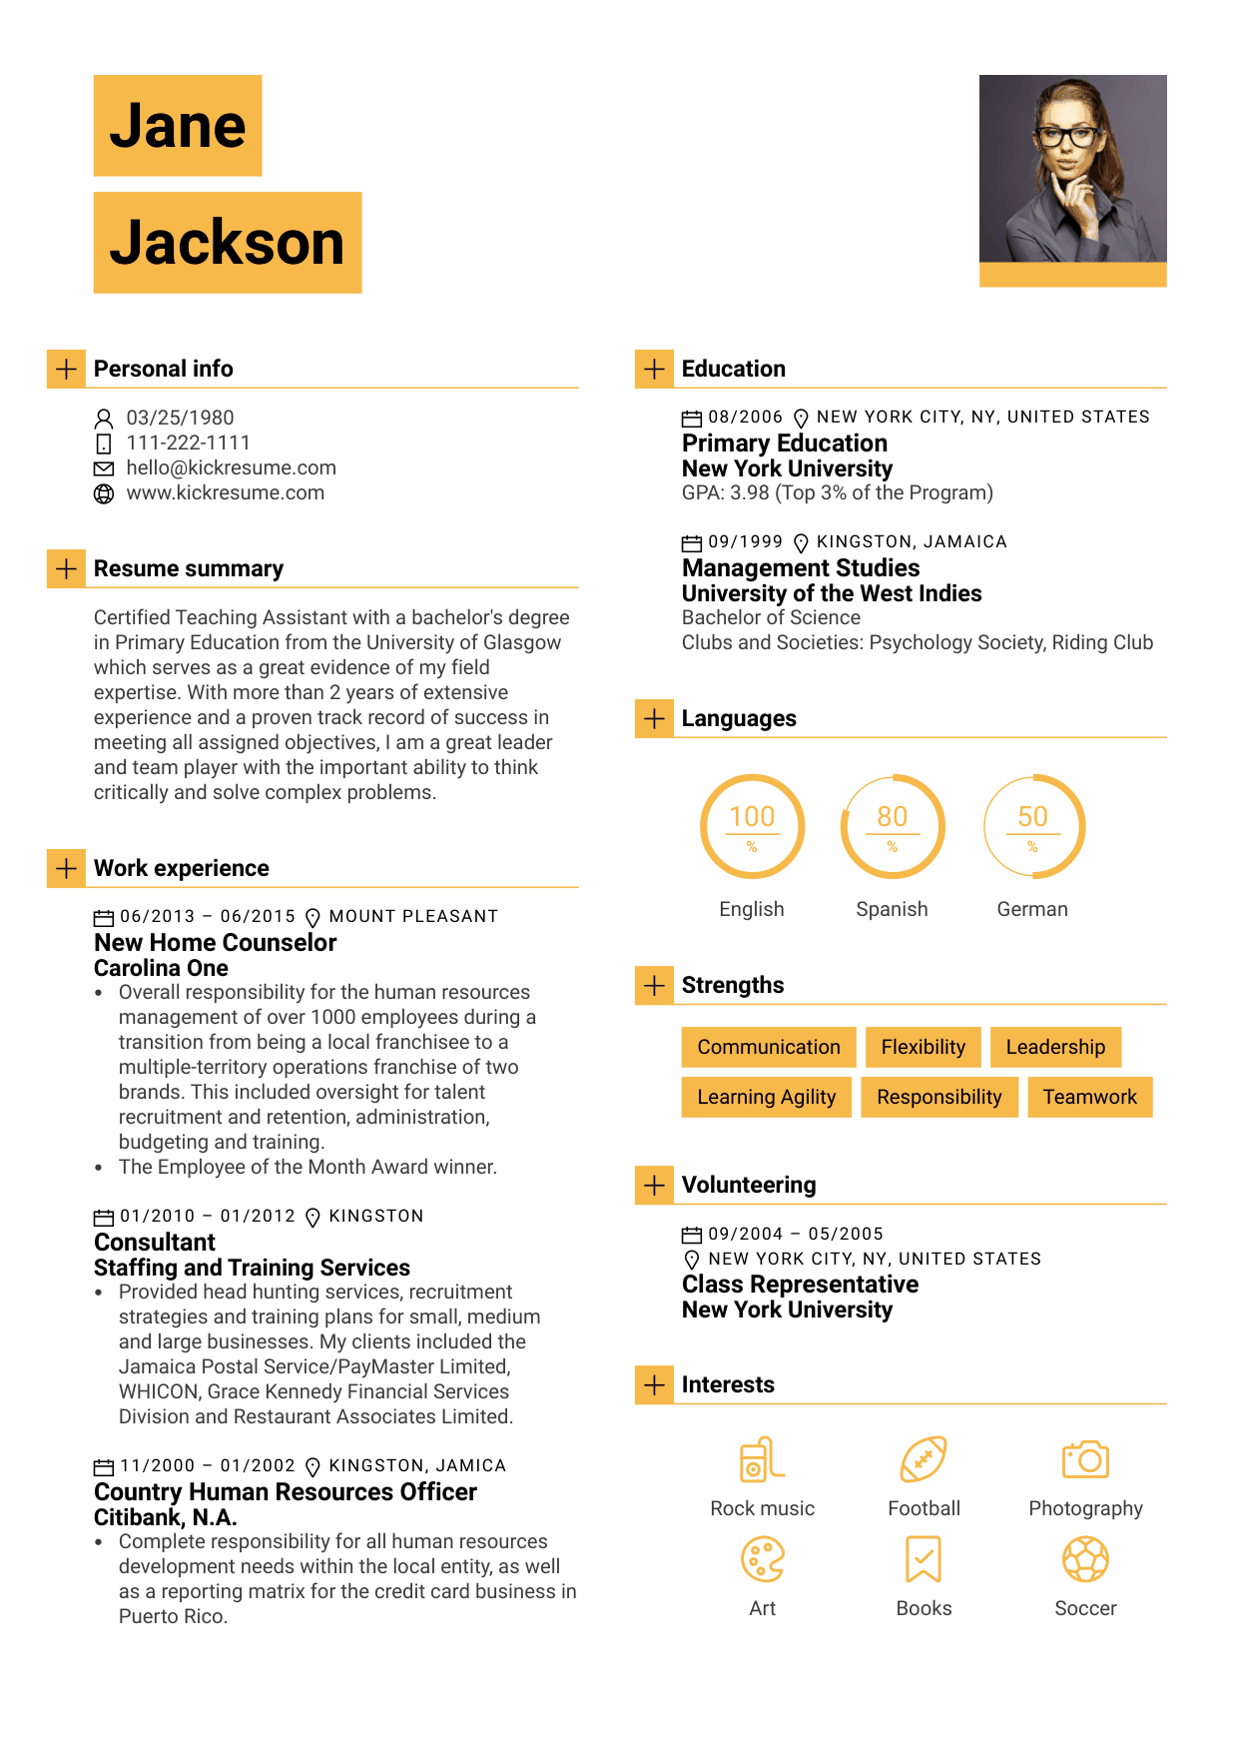 Jane
Jackson
Personal info
03/25/1980
111-222-1111
hello@kickresume.com
www.kickresume.com
Resume summary
Certified Teaching Assistant with a bachelor's degree
in Primary Education from the University of Glasgow
which serves as a great evidence of my field
expertise. With more than 2 years of extensive
experience and a proven track record of success in
meeting all assigned objectives, I am a great leader
and team player with the important ability to think
critically and solve complex problems.
Work experience
06/2013 – 06/2015 MOUNT PLEASANT
New Home Counselor
Carolina One
• Overall responsibility for the human resources
management of over 1000 employees during a
transition from being a local franchisee to a
multiple-territory operations franchise of two
brands. This included oversight for talent
recruitment and retention, administration,
budgeting and training.
• The Employee of the Month Award winner.
01/2010 – 01/2012 KINGSTON
Consultant
Staffing and Training Services
• Provided head hunting services, recruitment
strategies and training plans for small, medium
and large businesses. My clients included the
Jamaica Postal Service/PayMaster Limited,
WHICON, Grace Kennedy Financial Services
Division and Restaurant Associates Limited.
11/2000 – 01/2002 KINGSTON, JAMICA
Country Human Resources Officer
Citibank, N.A.
• Complete responsibility for all human resources
development needs within the local entity, as well
as a reporting matrix for the credit card business in
Puerto Rico.
Education
08/2006 NEW YORK CITY, NY, UNITED STATES
Primary Education
New York University
GPA: 3.98 (Top 3% of the Program)
09/1999 KINGSTON, JAMAICA
Management Studies
University of the West Indies
Bachelor of Science
Clubs and Societies: Psychology Society, Riding Club
Languages
100 80 50
% % %
English Spanish German
Strengths
Communication Flexibility Leadership
Learning Agility Responsibility Teamwork
Volunteering
09/2004 – 05/2005
NEW YORK CITY, NY, UNITED STATES
Class Representative
New York University
Interests
Rock music Football Photography
Art Books Soccer